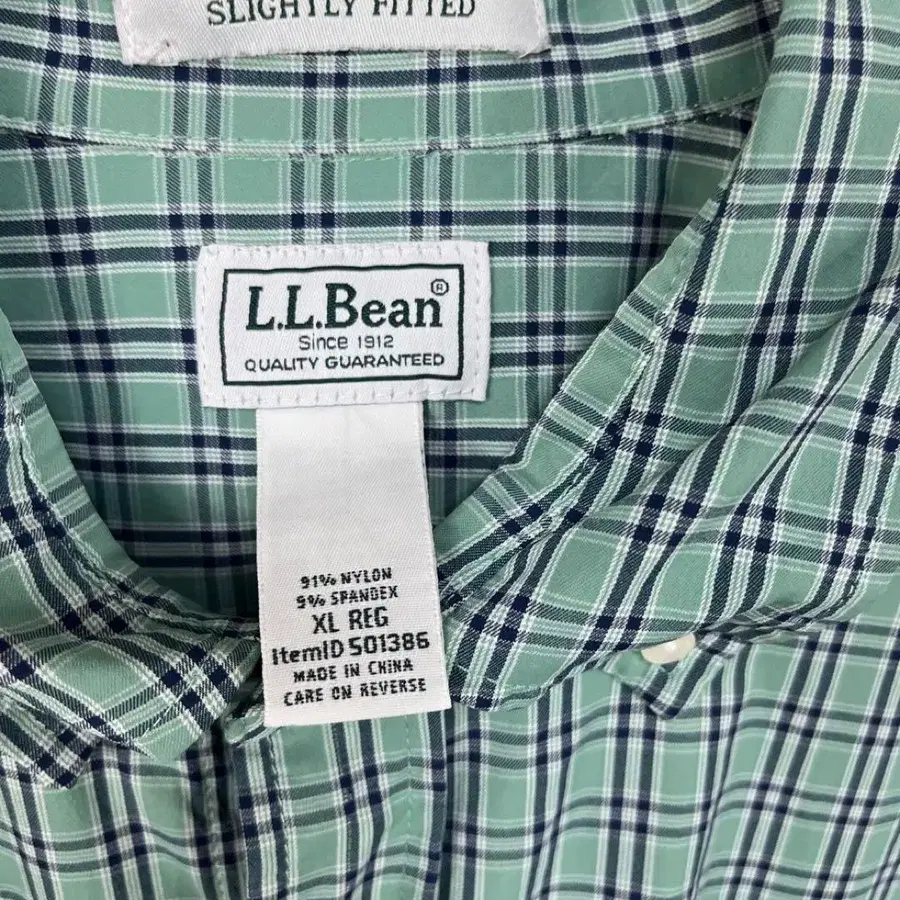 SLIGHTLY FITTED
L.L.Bean®
Since 1912
QUALITY GUARANTEED
91% NYLON
9% SPANDEX
XL REG
ItemID 501386
MADE IN CHINA
CARE ON REVERSE